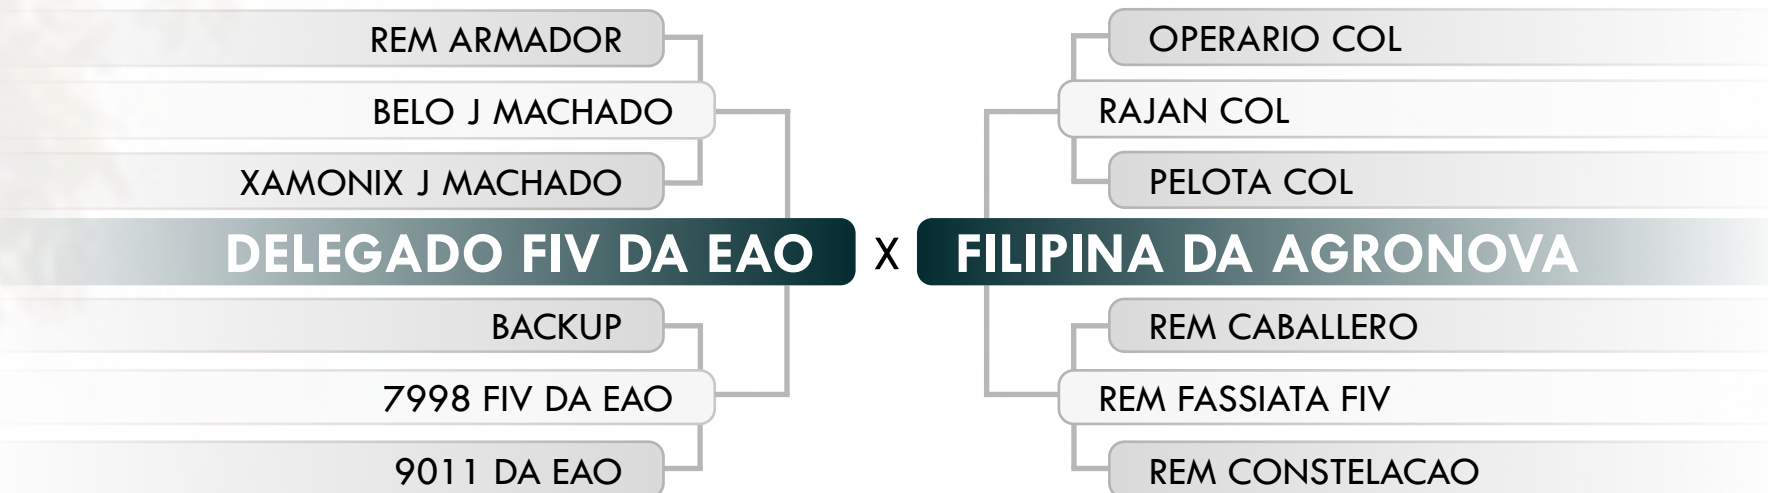 REM ARMADOR
BELO J MACHADO
XAMONIX J MACHADO
DELEGADO FIV DA EAO
BACKUP
7998 FIV DA EAO
9011 DA EAO
X
OPERARIO COL
RAJAN COL
PELOTA COL
FILIPINA DA AGRONOVA
REM CABALLERO
REM FASSIATA FIV
REM CONSTELACAO